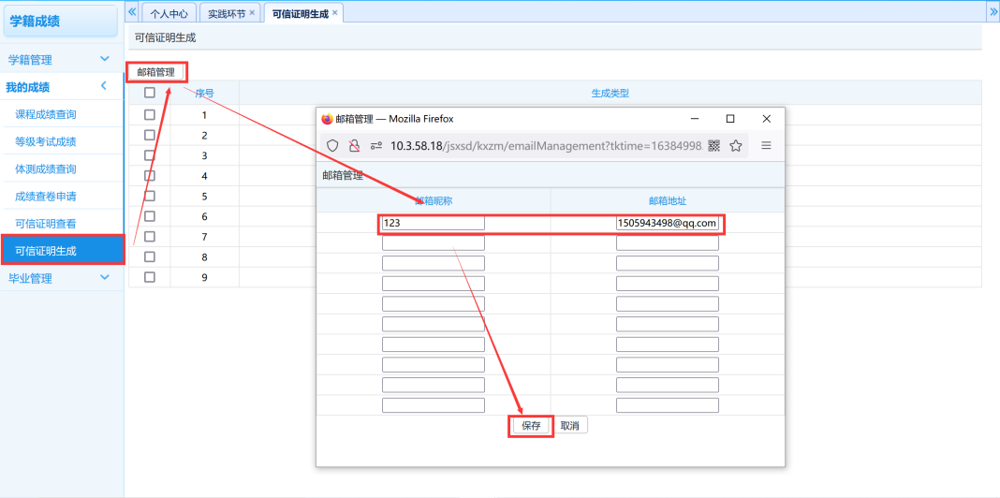 学籍成绩
个人中心 实践环节 × 可信证明生成 ×
可信证明生成
学籍管理
我的成绩
课程成绩查询
等级考试成绩
体测成绩查询
成绩查卷申请
可信证明查看
可信证明生成
毕业管理
邮箱管理
序号 生成类型
1
2
3
4
5
6
7
8
9
邮箱管理 — Mozilla Firefox
10.3.58.18/jsxsd/kxzm/emailManagement?tktime=16384998
邮箱管理
邮箱昵称 邮箱地址
123 1505943498@qq.com
保存 取消